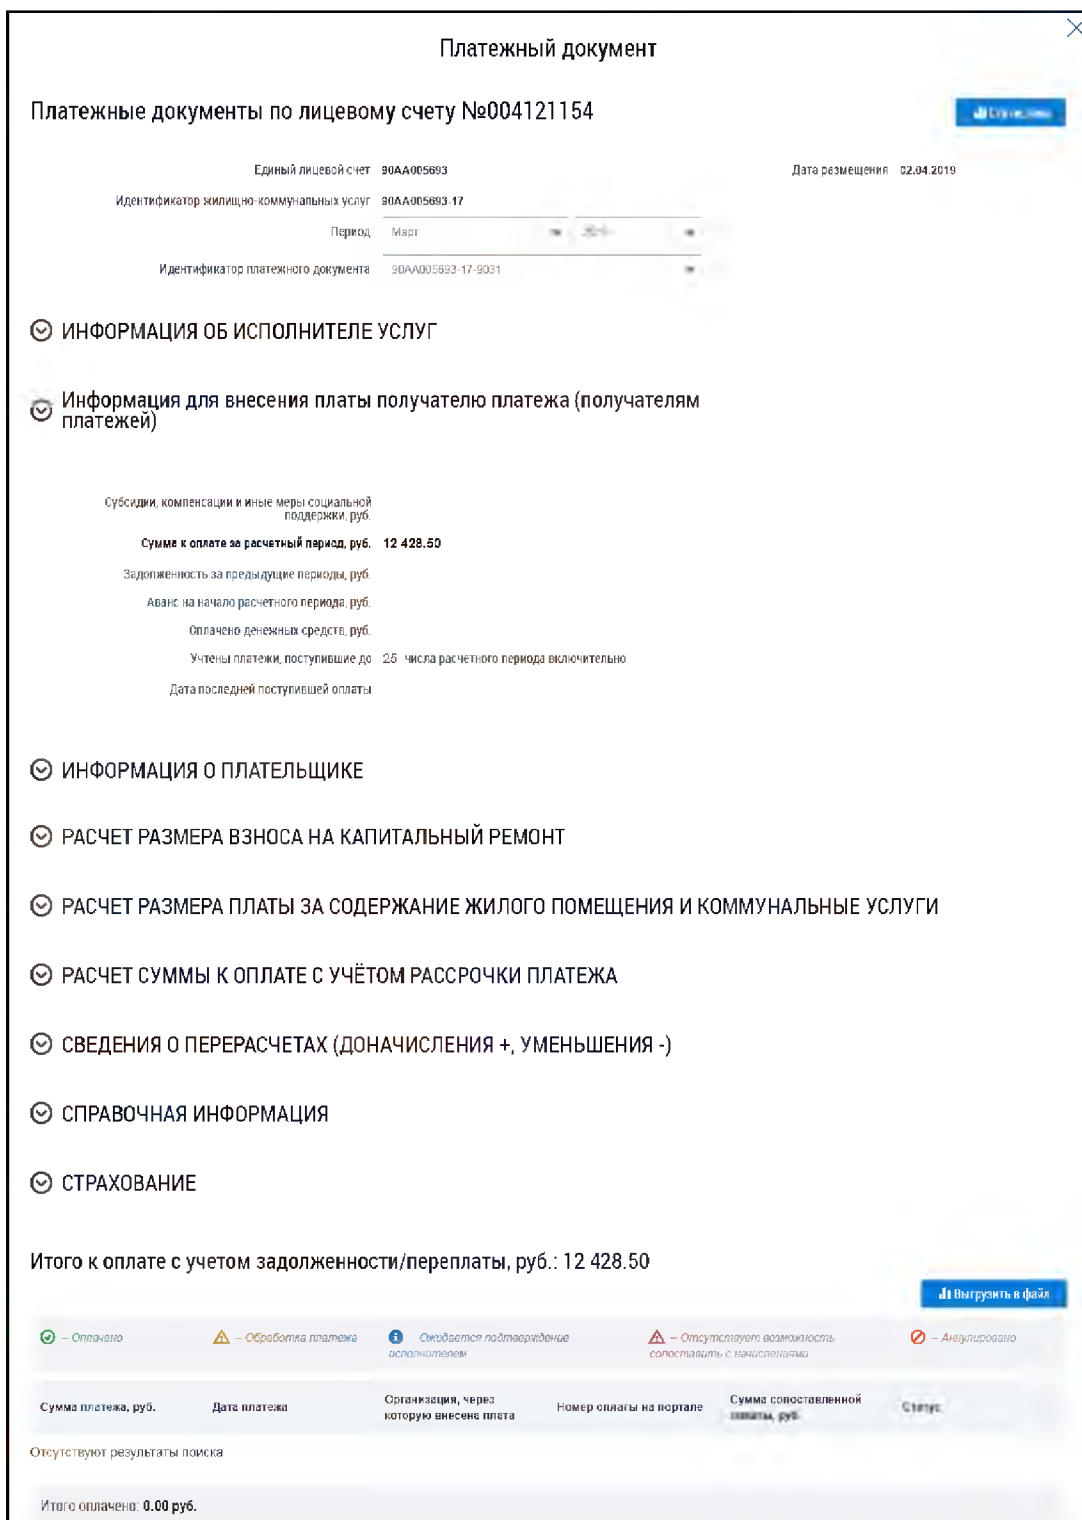 Платежный документ
Платежные документы по лицевому счету №004121154
Единый лицевой счет 90АА005693
Дата размещения 02.04.2019
Идентификатор жилищно-коммунальных услуг 90АА005693-17
Период Март
Идентификатор платежного документа 90АА005693-17-9031
ИНФОРМАЦИЯ ОБ ИСПОЛНИТЕЛЕ УСЛУГ
Информация для внесения платы получателю платежа (получателям
платежей)
Субсидии, компенсации и иные меры социальной
поддержки, руб.
Сумма к оплате за расчетный период, руб. 12 428.50
Задолженность за предыдущие периоды, руб.
Аванс на начало расчетного периода, руб.
Оплачено денежных средств, руб.
Учтены платежи, поступившие до 25 числа расчетного периода включительно
Дата последней поступившей оплаты
ИНФОРМАЦИЯ О ПЛАТЕЛЬЩИКЕ
РАСЧЕТ РАЗМЕРА ВЗНОСА НА КАПИТАЛЬНЫЙ РЕМОНТ
РАСЧЕТ РАЗМЕРА ПЛАТЫ ЗА СОДЕРЖАНИЕ ЖИЛОГО ПОМЕЩЕНИЯ И КОММУНАЛЬНЫЕ УСЛУГИ
РАСЧЕТ СУММЫ К ОПЛАТЕ С УЧЁТОМ РАССРОЧКИ ПЛАТЕЖА
СВЕДЕНИЯ О ПЕРЕРАСЧЕТАХ (ДОНАЧИСЛЕНИЯ +, УМЕНЬШЕНИЯ -)
СПРАВОЧНАЯ ИНФОРМАЦИЯ
СТРАХОВАНИЕ
Итого к оплате с учетом задолженности/переплаты, руб.: 12 428.50
Выгрузить в файл
– Оплачено
– Обработка платежа
Ожидается подтверждение
исполнителем
– Отсутствует возможность
сопоставить с начислениями
– Аннулировано
Сумма платежа, руб.
Дата платежа
Организация, через
которую внесена плата
Номер оплаты на портале
Сумма сопоставленной
руб.
Статус
Отсутствуют результаты поиска
Итого оплачено: 0.00 руб.